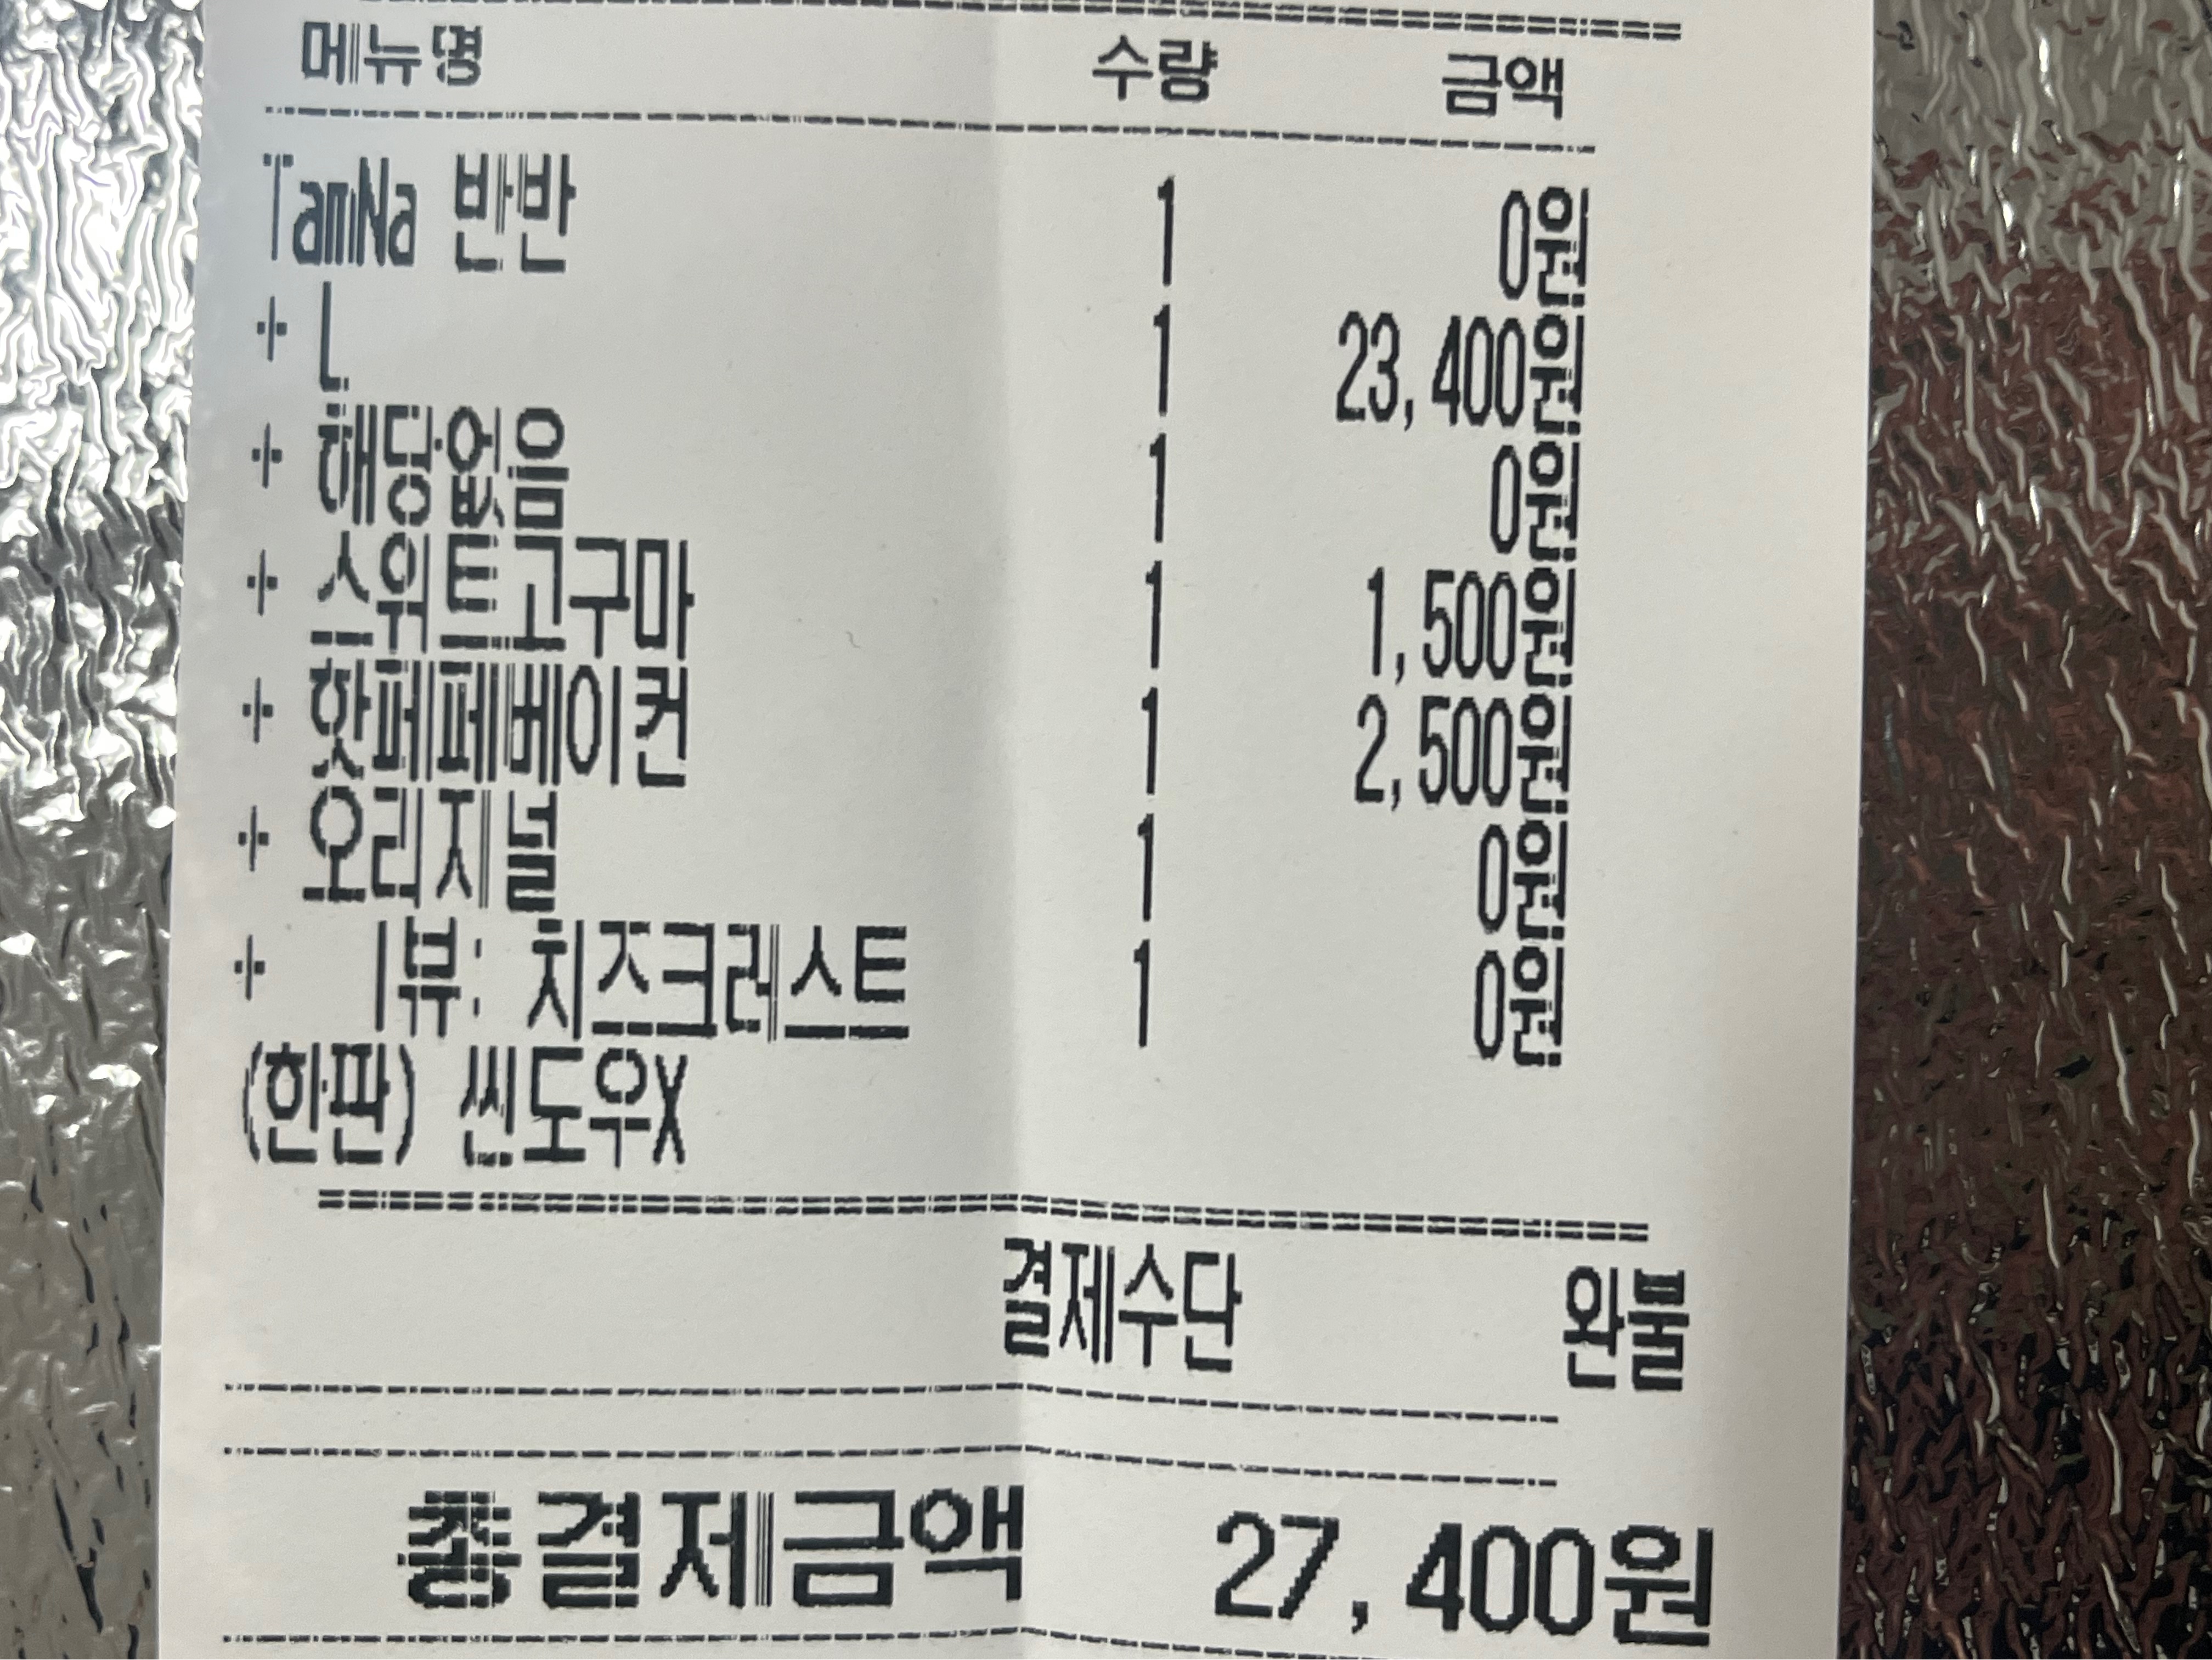 메뉴명 수량 금액
TamNa 반반 1 0원
+ L 1 23,400원
+ 해당없음 1 0원
+ 스위트고구마 1 1,500원
+ 핫페페베이컨 1 2,500원
+ 오리지널 1 0원
+ 뷰: 치즈크러스트 1 0원
(한판) 씬도우X
결제수단 완불
총결제금액 27,400원